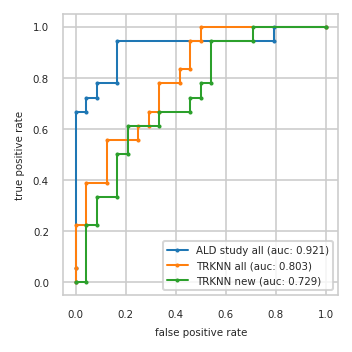 true positive rate
1.0
0.8
0.6
0.4
0.2
0.0
ALD study all (auc: 0.921)
TRKNN all (auc: 0.803)
TRKNN new (auc: 0.729)
0.0 0.2 0.4 0.6 0.8 1.0
false positive rate